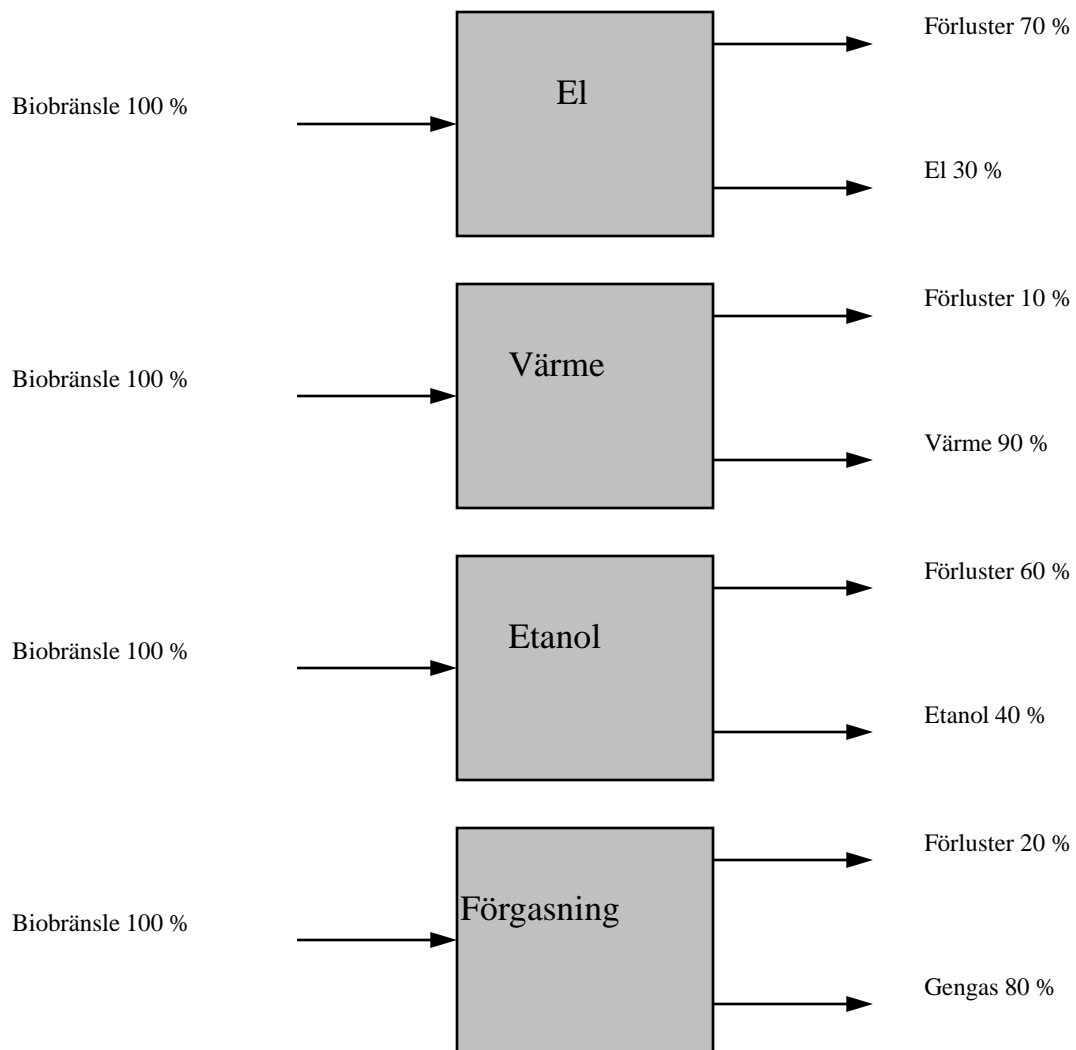 Förluster 70 %
El
Biobränsle 100 %
El 30 %
Förluster 10 %
Värme
Biobränsle 100 %
Värme 90 %
Förluster 60 %
Etanol
Biobränsle 100 %
Etanol 40 %
Förluster 20 %
Förgasning
Biobränsle 100 %
Gengas 80 %